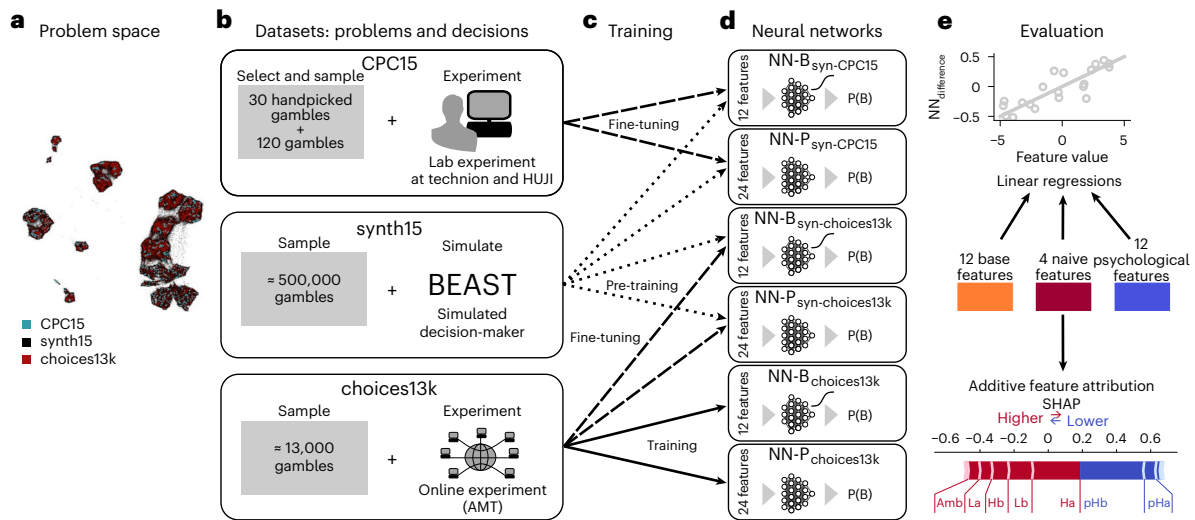 a Problem space
CPC15
synth15
choices13k
b Datasets: problems and decisions
CPC15
Select and sample
30 handpicked
gambles
+
120 gambles
+
Experiment
Lab experiment
at technion and HUJI
synth15
Sample
≈ 500,000
gambles
+
Simulate
BEAST
Simulated
decision-maker
choices13k
Sample
≈ 13,000
gambles
+
Experiment
Online experiment
(AMT)
c Training
Fine-tuning
Pre-training
Fine-tuning
Training
d Neural networks
NN-Bsyn-CPC15
12 features
P(B)
NN-Psyn-CPC15
24 features
P(B)
NN-Bsyn-choices13k
12 features
P(B)
NN-Psyn-choices13k
24 features
P(B)
NN-Bchoices13k
12 features
P(B)
NN-Pchoices13k
24 features
P(B)
e Evaluation
NNdifference
0.5
0
−0.5
−5 0 5
Feature value
Linear regressions
12 base
features
4 naive
features
12
psychological
features
Additive feature attribution
SHAP
Higher ⇄ Lower
−0.6 −0.4 −0.2 0 0.2 0.4 0.6
Amb La Hb Lb Ha pHb pHa